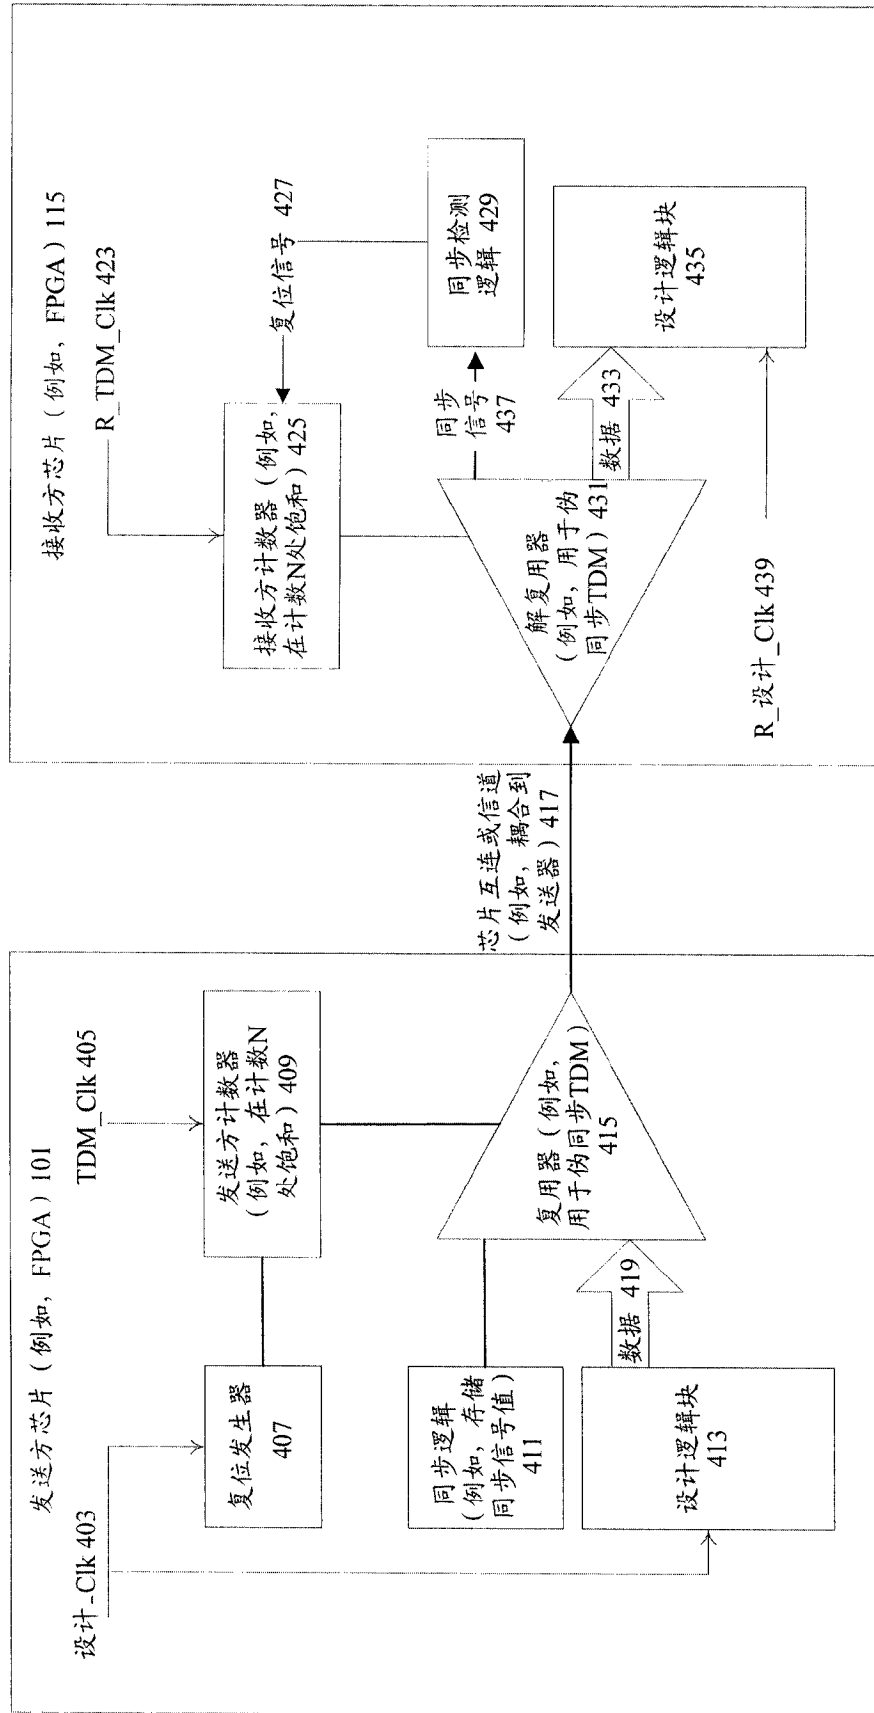 发送方芯片（例如，FPGA）101
设计_Clk 403
TDM_Clk 405
复位发生器
407
发送方计数器
（例如，在计数N
处饱和）409
同步逻辑
（例如，存储
同步信号值）
411
复用器（例如，
用于伪同步TDM）
415
数据 419
设计逻辑块
413
芯片互连或信道
（例如，耦合到
发送器）417
接收方芯片（例如，FPGA）115
R_TDM_Clk 423
接收方计数器（例如，
在计数N处饱和）425
复位信号 427
同步检测
逻辑 429
同步
信号
437
解复用器
（例如，用于伪
同步TDM）431
数据 433
设计逻辑块
435
R_设计_Clk 439